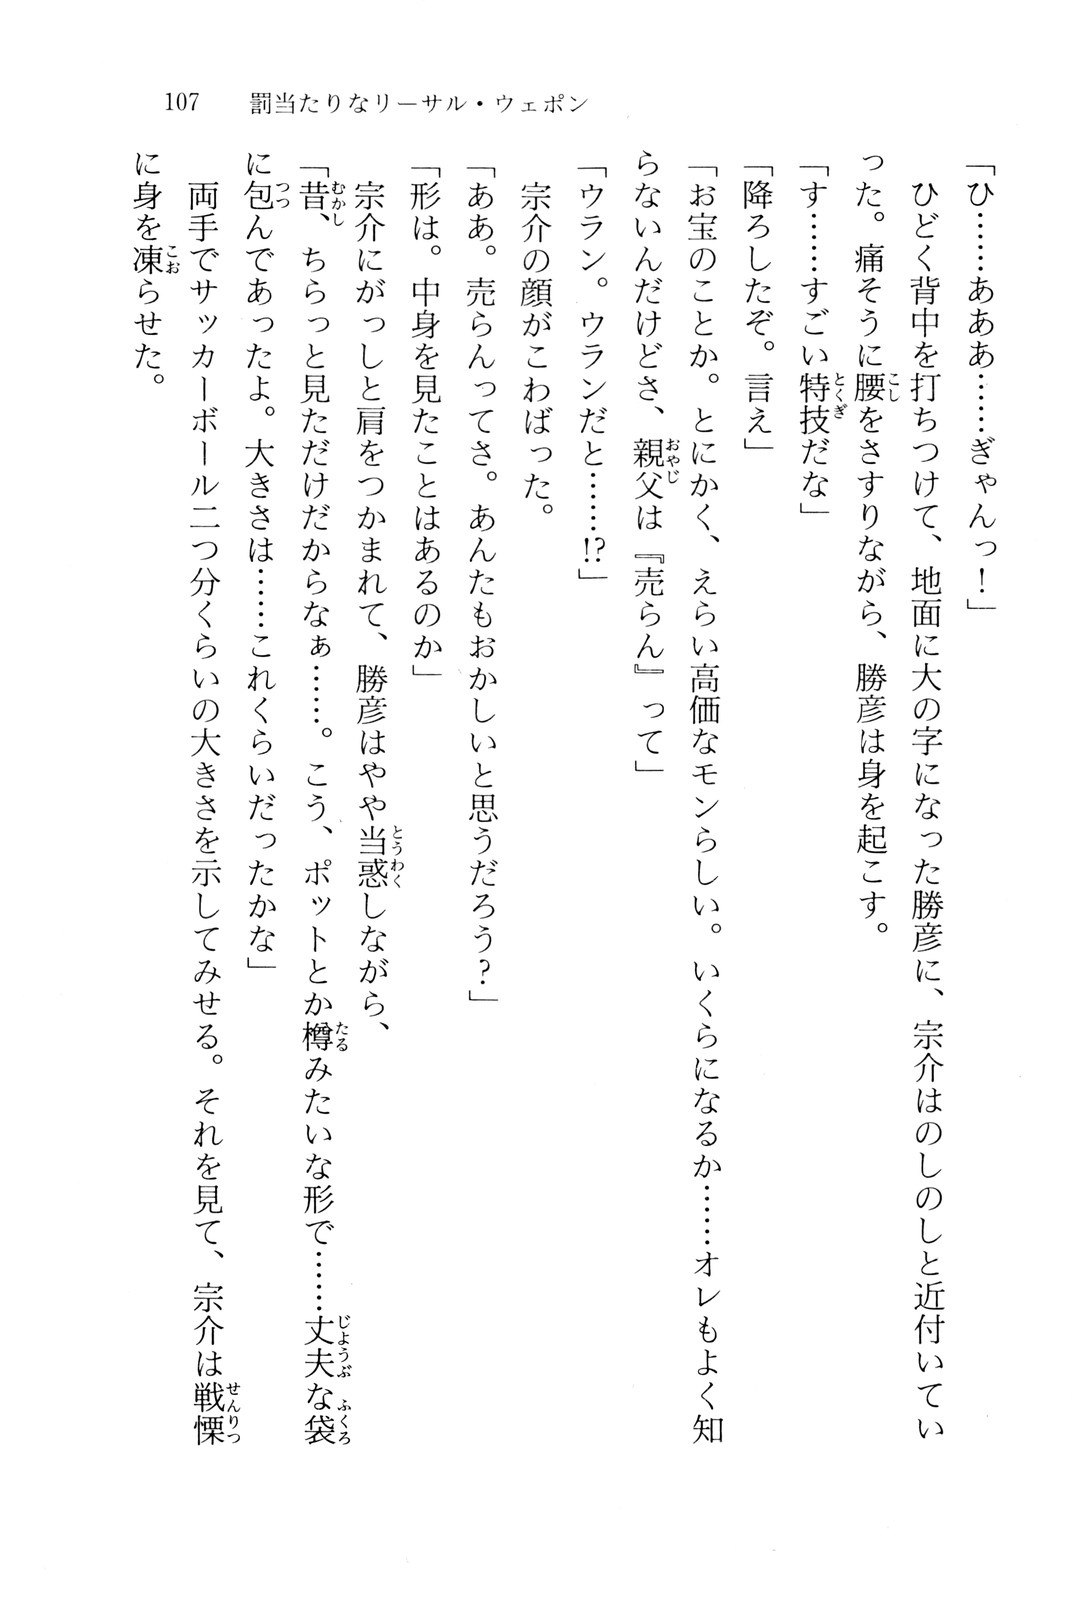 107　罰当たりなリーサル・ウェポン
「ひ……あああ……ぎゃんっ！」
　ひどく背中を打ちつけて、地面に大の字になった勝彦に、宗介はのしのしと近付いてい
った。痛そうに腰をさすりながら、勝彦は身を起こす。
「す……すごい特技だな」
「降ろしたぞ。言え」
「お宝のことか。とにかく、えらい高価なモンらしい。いくらになるか……オレもよく知
らないんだけどさ、親父は『売らん』って」
「ウラン。ウランだと……!?」
　宗介の顔がこわばった。
「ああ。売らんってさ。あんたもおかしいと思うだろう？」
「形は。中身を見たことはあるのか」
　宗介にがっしと肩をつかまれて、勝彦はやや当惑しながら、
「昔、ちらっと見ただけだからなぁ……。こう、ポットとか樽みたいな形で……丈夫な袋
に包んであったよ。大きさは……これくらいだったかな」
　両手でサッカーボール二つ分くらいの大きさを示してみせる。それを見て、宗介は戦慄
に身を凍らせた。